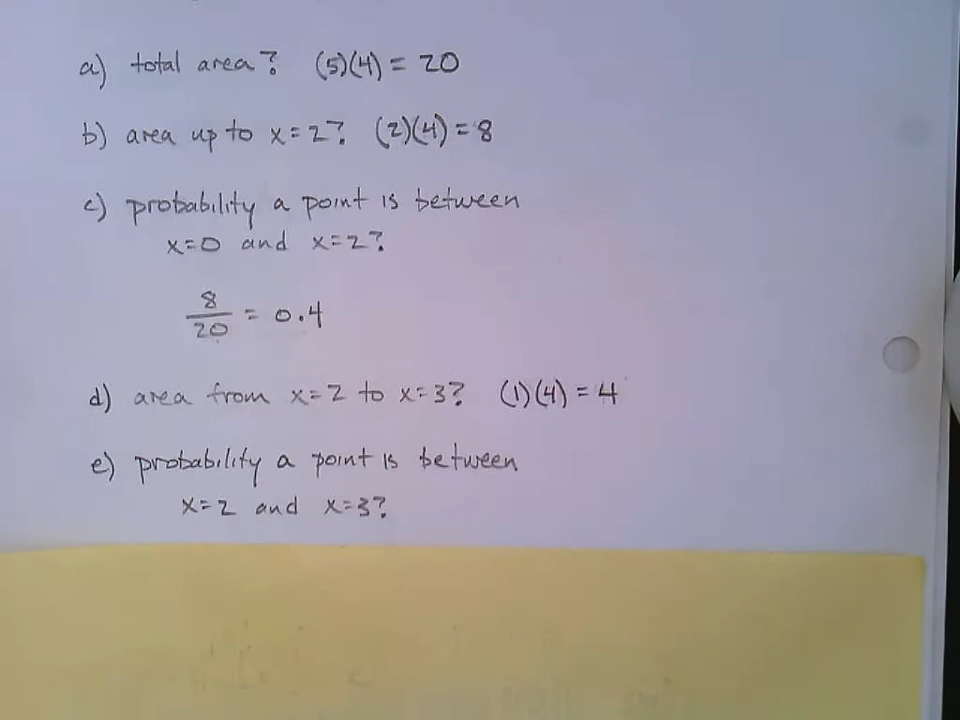 a) total area? (5)(4) = 20
b) area up to x=2? (2)(4) = 8
c) probability a point is between
x=0 and x=2?
8/20 = 0.4
d) area from x=2 to x=3? (1)(4) = 4
e) probability a point is between
x=2 and x=3?